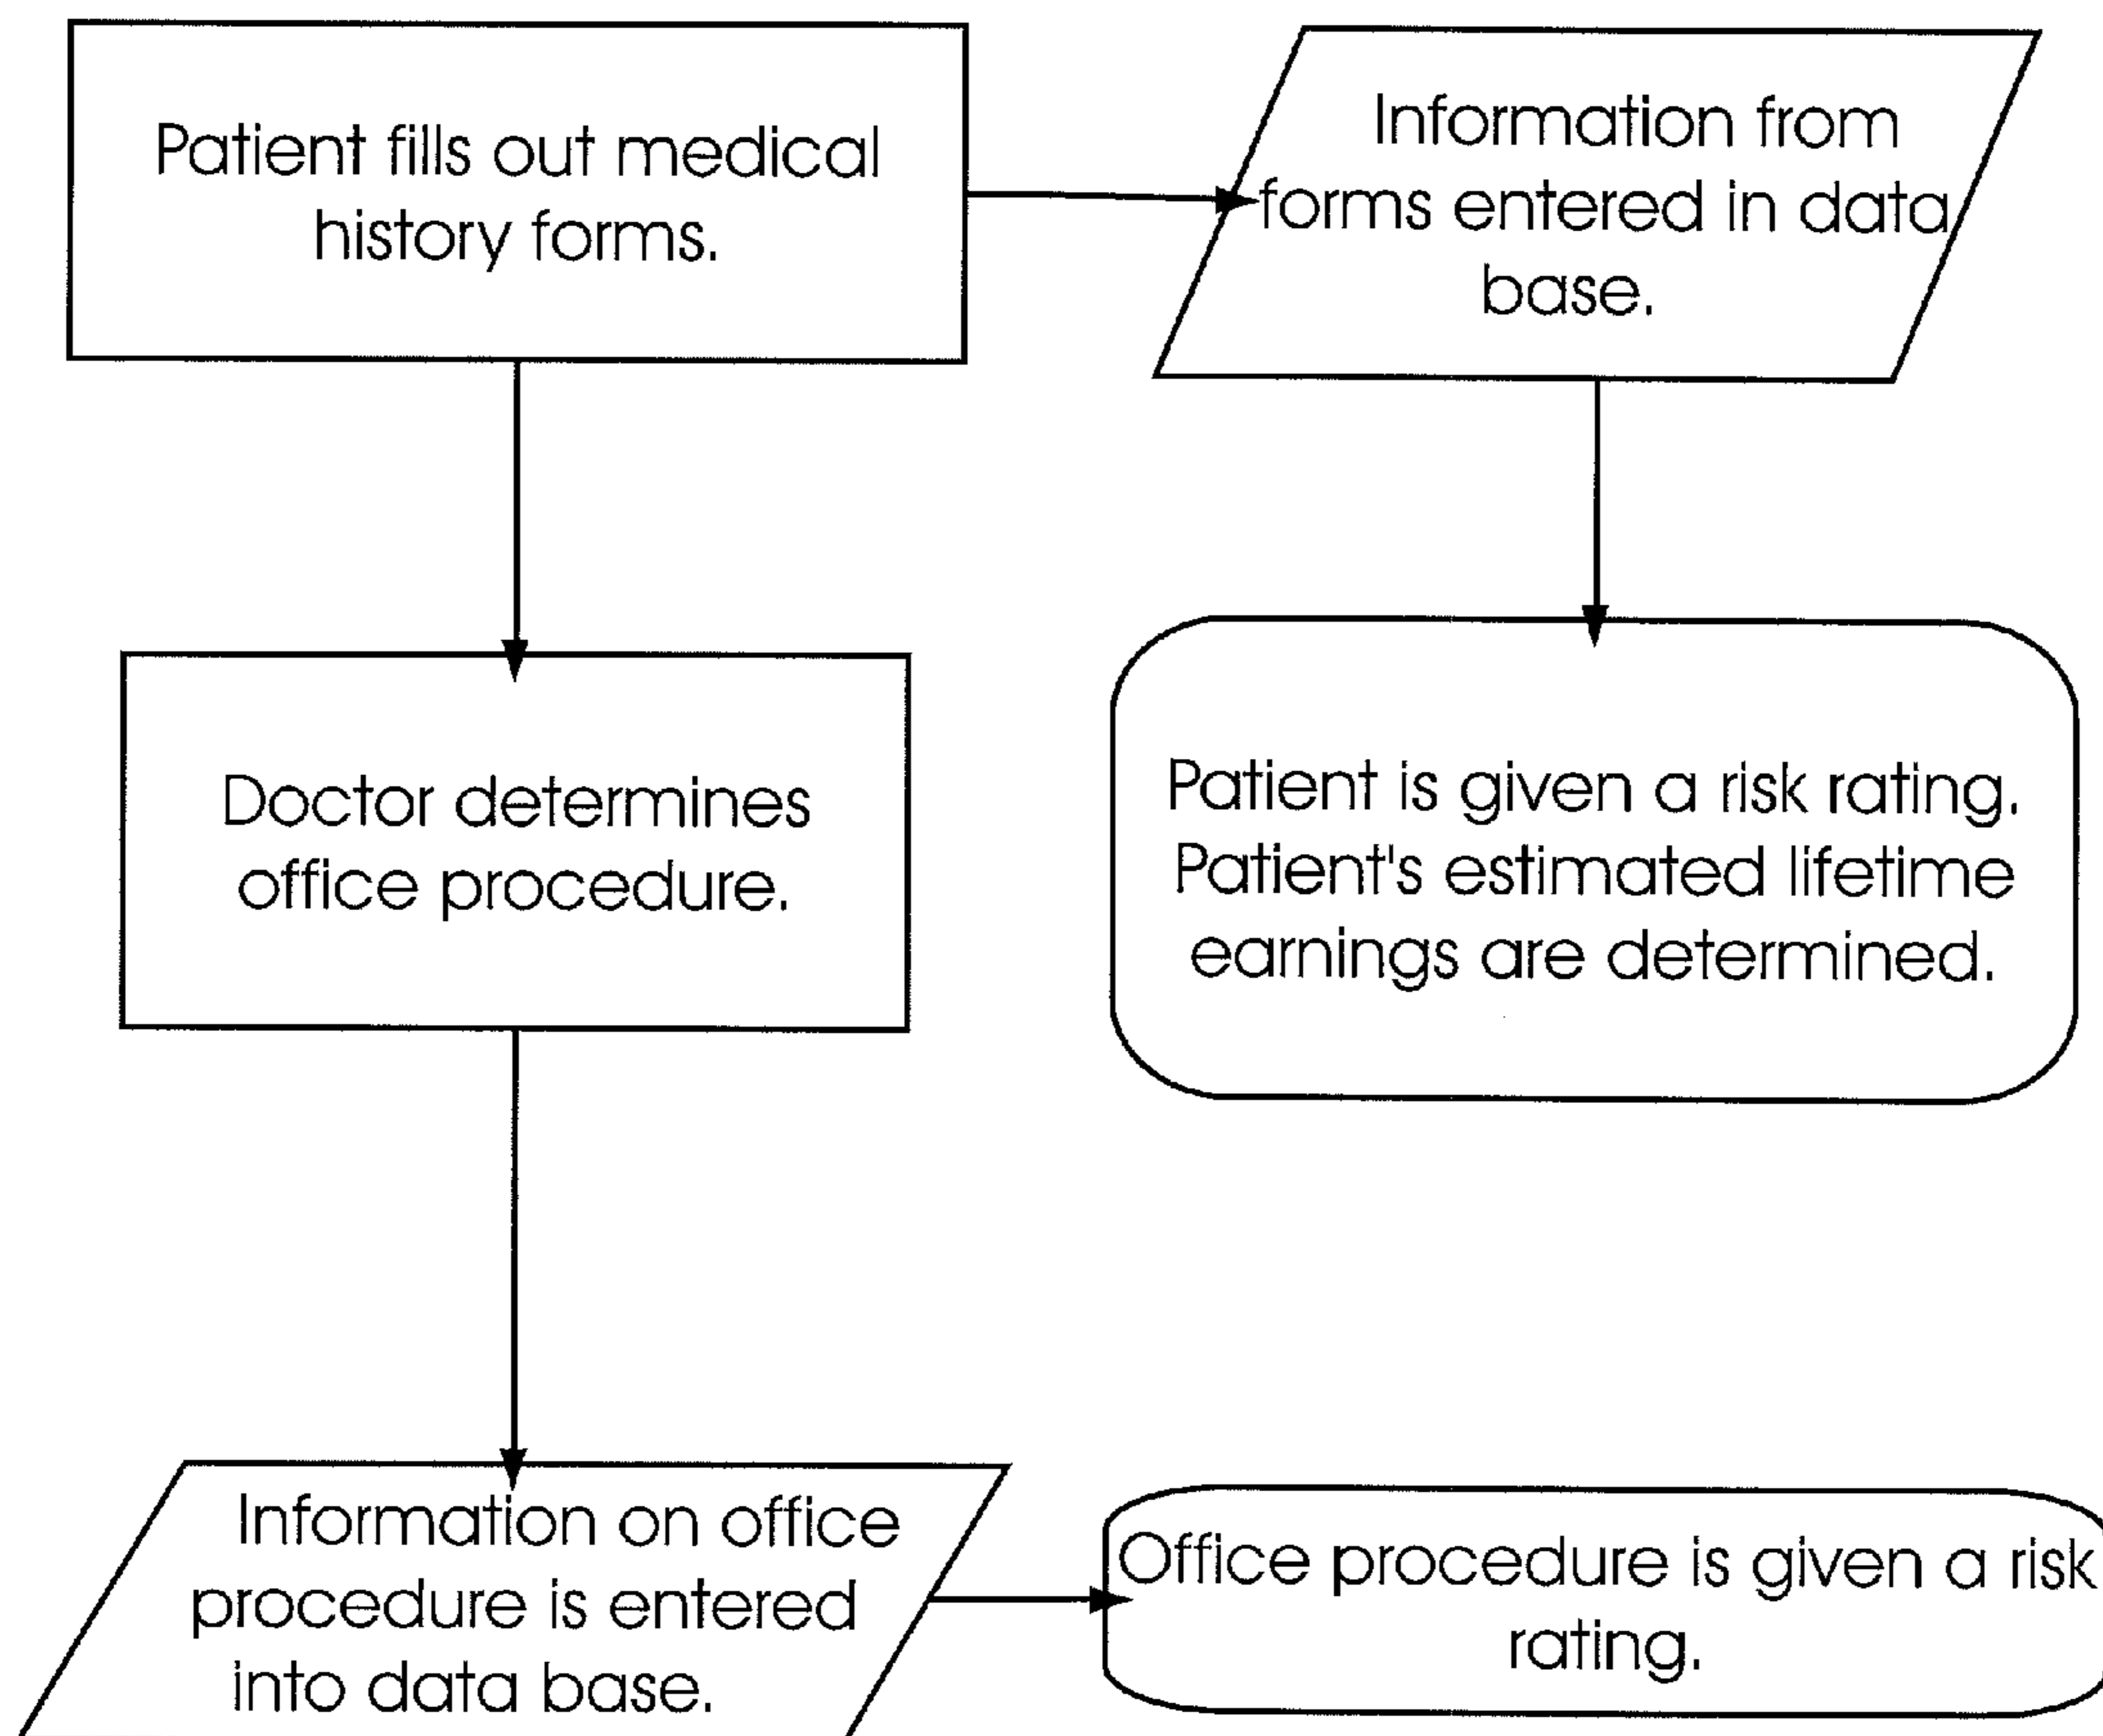 Patient fills out medical
history forms.
Information from
forms entered in data
base.
Doctor determines
office procedure.
Patient is given a risk rating.
Patient's estimated lifetime
earnings are determined.
Information on office
procedure is entered
into data base.
Office procedure is given a risk
rating.